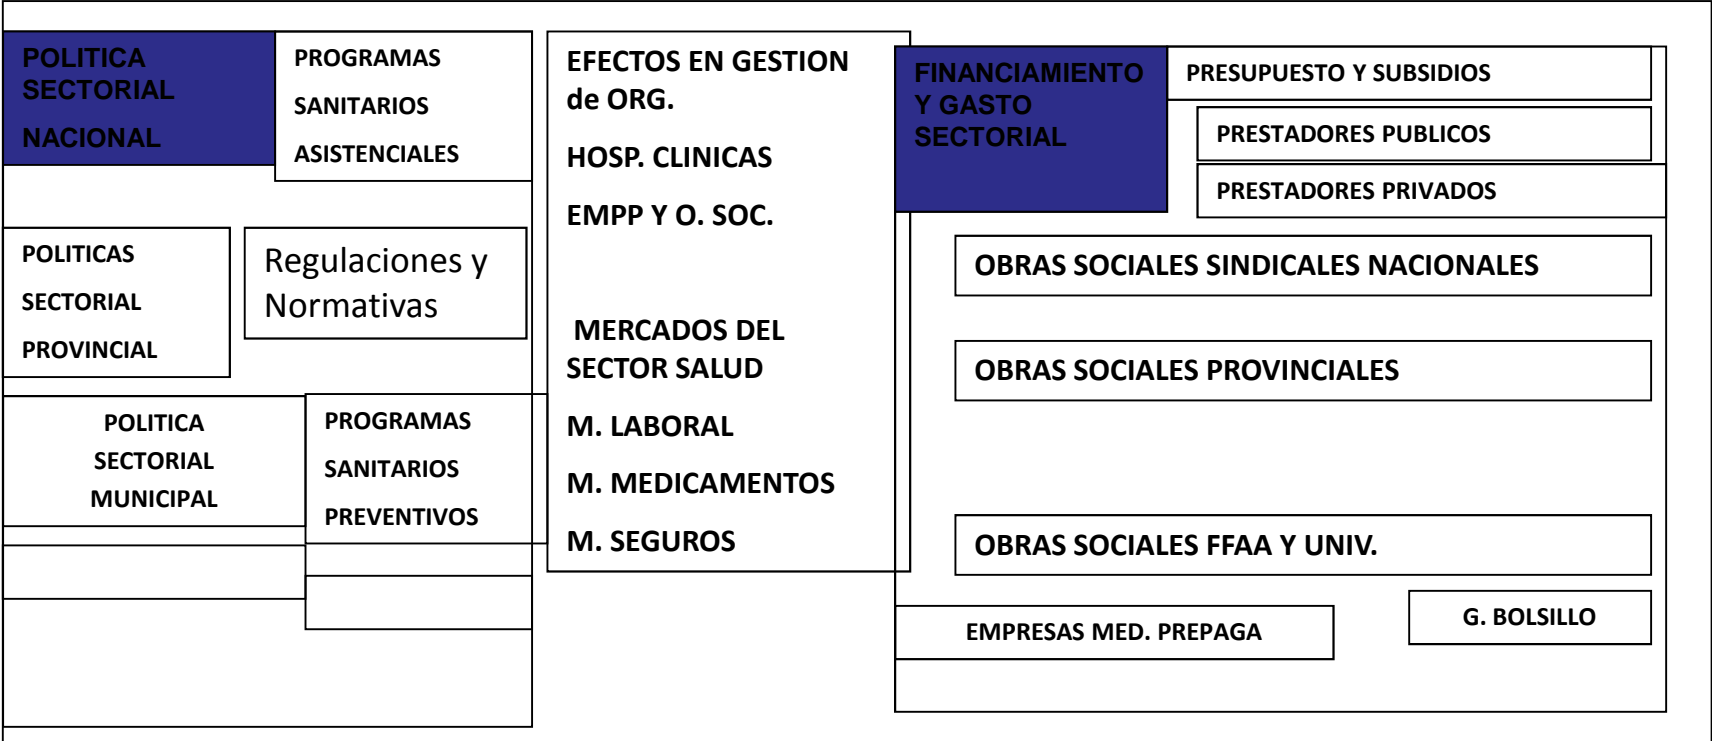 POLITICA
SECTORIAL
NACIONAL
PROGRAMAS
SANITARIOS
ASISTENCIALES
POLITICAS
SECTORIAL
PROVINCIAL
Regulaciones y
Normativas
POLITICA
SECTORIAL
MUNICIPAL
PROGRAMAS
SANITARIOS
PREVENTIVOS
EFECTOS EN GESTION
de ORG.
HOSP. CLINICAS
EMPP Y O. SOC.
MERCADOS DEL
SECTOR SALUD
M. LABORAL
M. MEDICAMENTOS
M. SEGUROS
FINANCIAMIENTO
Y GASTO
SECTORIAL
PRESUPUESTO Y SUBSIDIOS
PRESTADORES PUBLICOS
PRESTADORES PRIVADOS
OBRAS SOCIALES SINDICALES NACIONALES
OBRAS SOCIALES PROVINCIALES
OBRAS SOCIALES FFAA Y UNIV.
EMPRESAS MED. PREPAGA
G. BOLSILLO